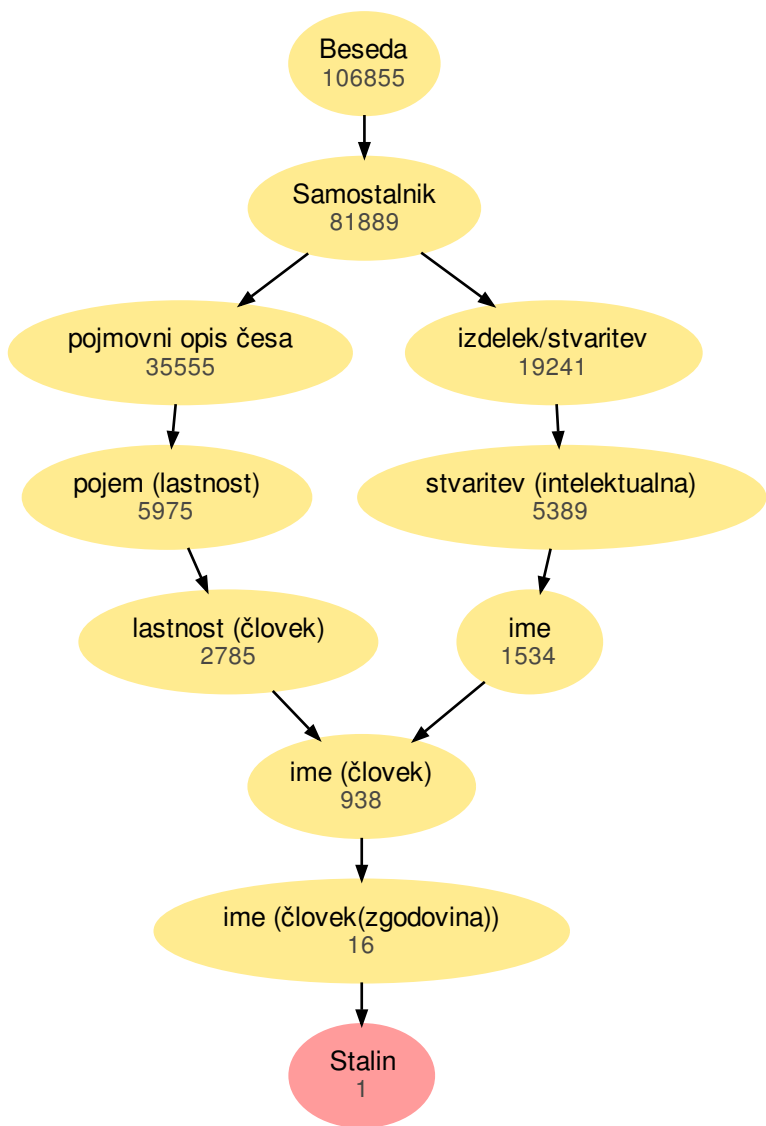 Beseda
106855
Samostalnik
81889
pojmovni opis česa
35555
izdelek/stvaritev
19241
pojem (lastnost)
5975
stvaritev (intelektualna)
5389
lastnost (človek)
2785
ime
1534
ime (človek)
938
ime (človek(zgodovina))
16
Stalin
1